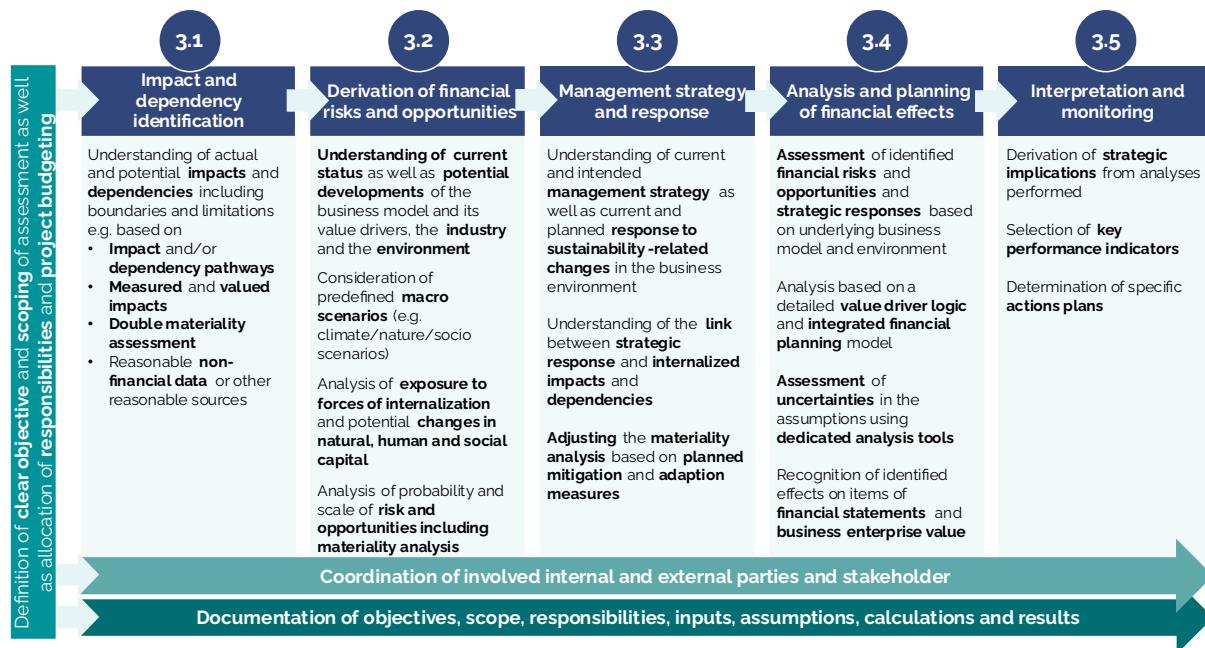 Definition of clear objective and scoping of assessment as well
as allocation of responsibilities and project budgeting
3.1
Impact and
dependency
identification
Understanding of actual
and potential impacts and
dependencies including
boundaries and limitations
e.g. based on
• Impact and/or
dependency pathways
• Measured and valued
impacts
• Double materiality
assessment
• Reasonable non-
financial data or other
reasonable sources
3.2
Derivation of financial
risks and opportunities
Understanding of current
status as well as potential
developments of the
business model and its
value drivers, the industry
and the environment
Consideration of
predefined macro
scenarios (e.g.
climate/nature/socio
scenarios)
Analysis of exposure to
forces of internalization
and potential changes in
natural, human and social
capital
Analysis of probability and
scale of risk and
opportunities including
materiality analysis
3.3
Management strategy
and response
Understanding of current
and intended
management strategy as
well as current and
planned response to
sustainability -related
changes in the business
environment
Understanding of the link
between strategic
response and internalized
impacts and
dependencies
Adjusting the materiality
analysis based on planned
mitigation and adaption
measures
3.4
Analysis and planning
of financial effects
Assessment of identified
financial risks and
opportunities and
strategic responses based
on underlying business
model and environment
Analysis based on a
detailed value driver logic
and integrated financial
planning model
Assessment of
uncertainties in the
assumptions using
dedicated analysis tools
Recognition of identified
effects on items of
financial statements and
business enterprise value
3.5
Interpretation and
monitoring
Derivation of strategic
implications from analyses
performed
Selection of key
performance indicators
Determination of specific
actions plans
Coordination of involved internal and external parties and stakeholder
Documentation of objectives, scope, responsibilities, inputs, assumptions, calculations and results